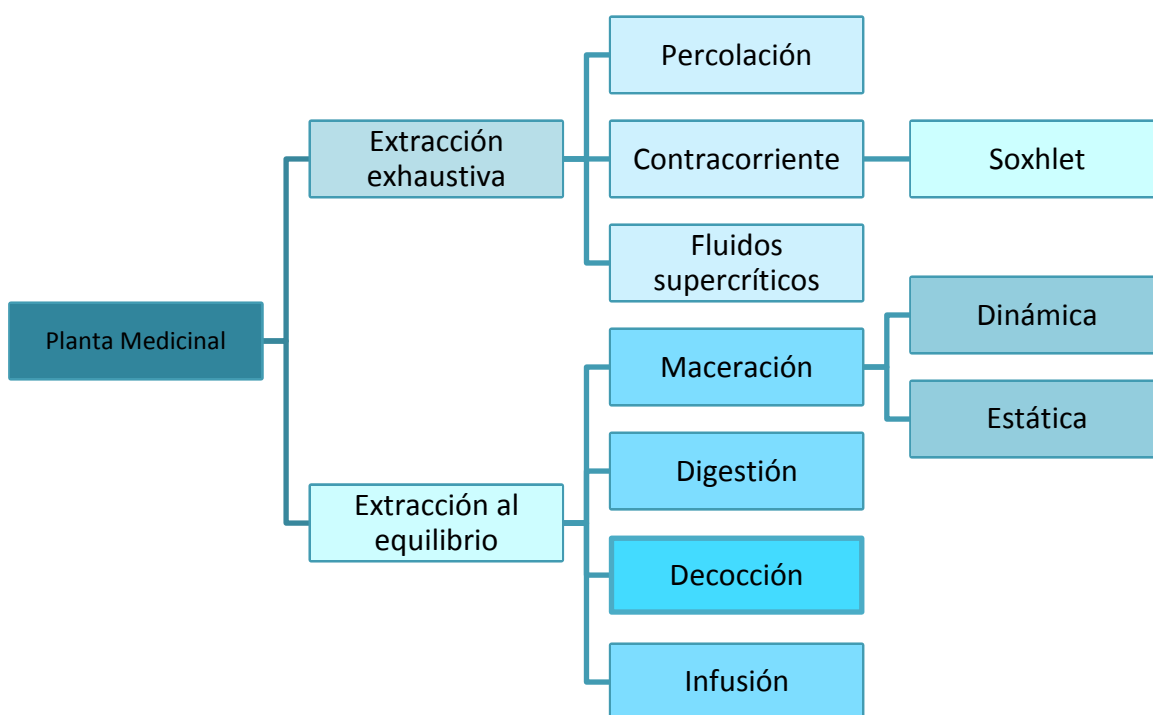 Percolación
Extracción
exhaustiva
Contracorriente
Soxhlet
Fluidos
supercríticos
Planta Medicinal
Dinámica
Maceración
Estática
Digestión
Extracción al
equilibrio
Decocción
Infusión